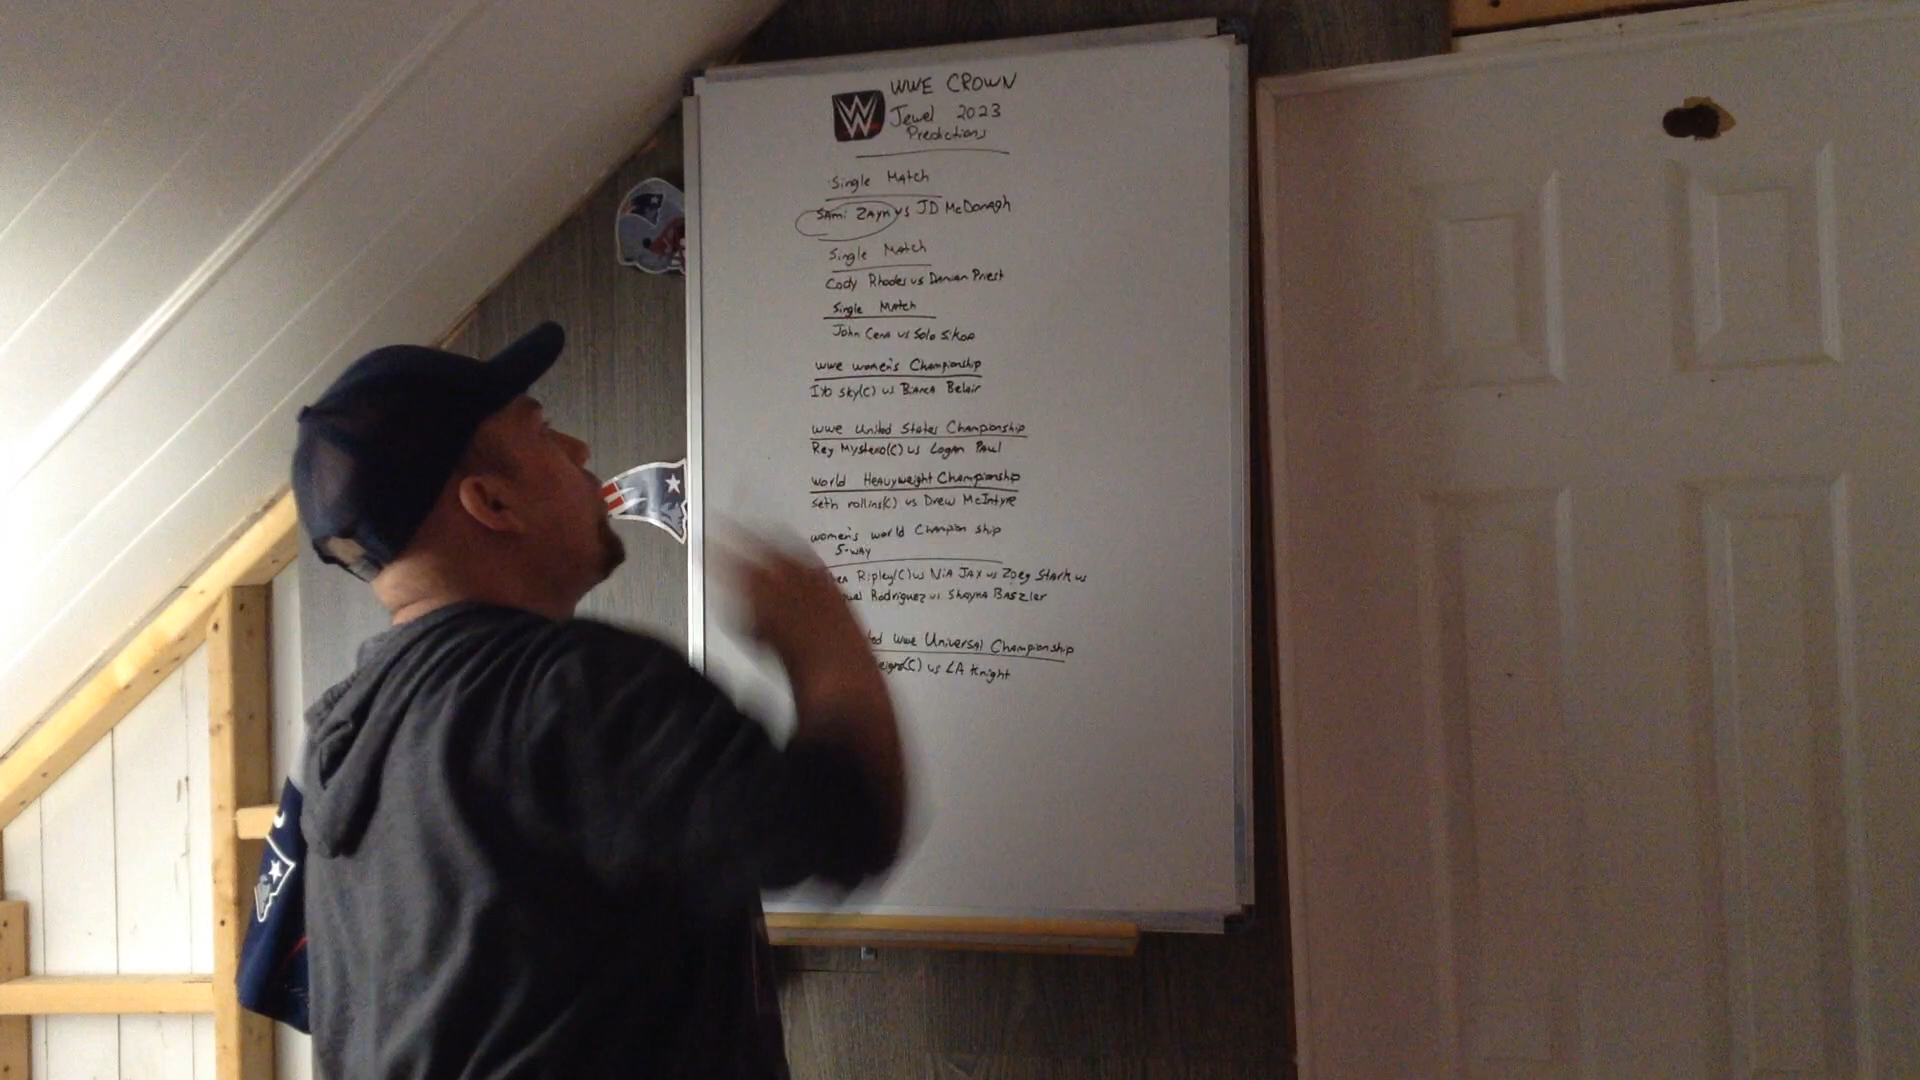 WWE CROWN
Jewel 2023
Predictions
Single Match
Sami Zayn vs JD McDonagh
Single Match
Cody Rhodes vs Damian Priest
Single Match
John Cena vs Solo Sikoa
WWE women's Championship
Iyo Sky(C) vs Bianca Belair
WWE United States Championship
Rey Mysterio(C) vs Logan Paul
World Heavyweight Championship
Seth rollins(C) vs Drew McIntyre
women's world Champion ship
5-way
Ripley(C) vs Nia Jax vs Zoey Stark vs
Rodriguez vs Shayna Baszler
WWE Universal Championship
vs LA Knight